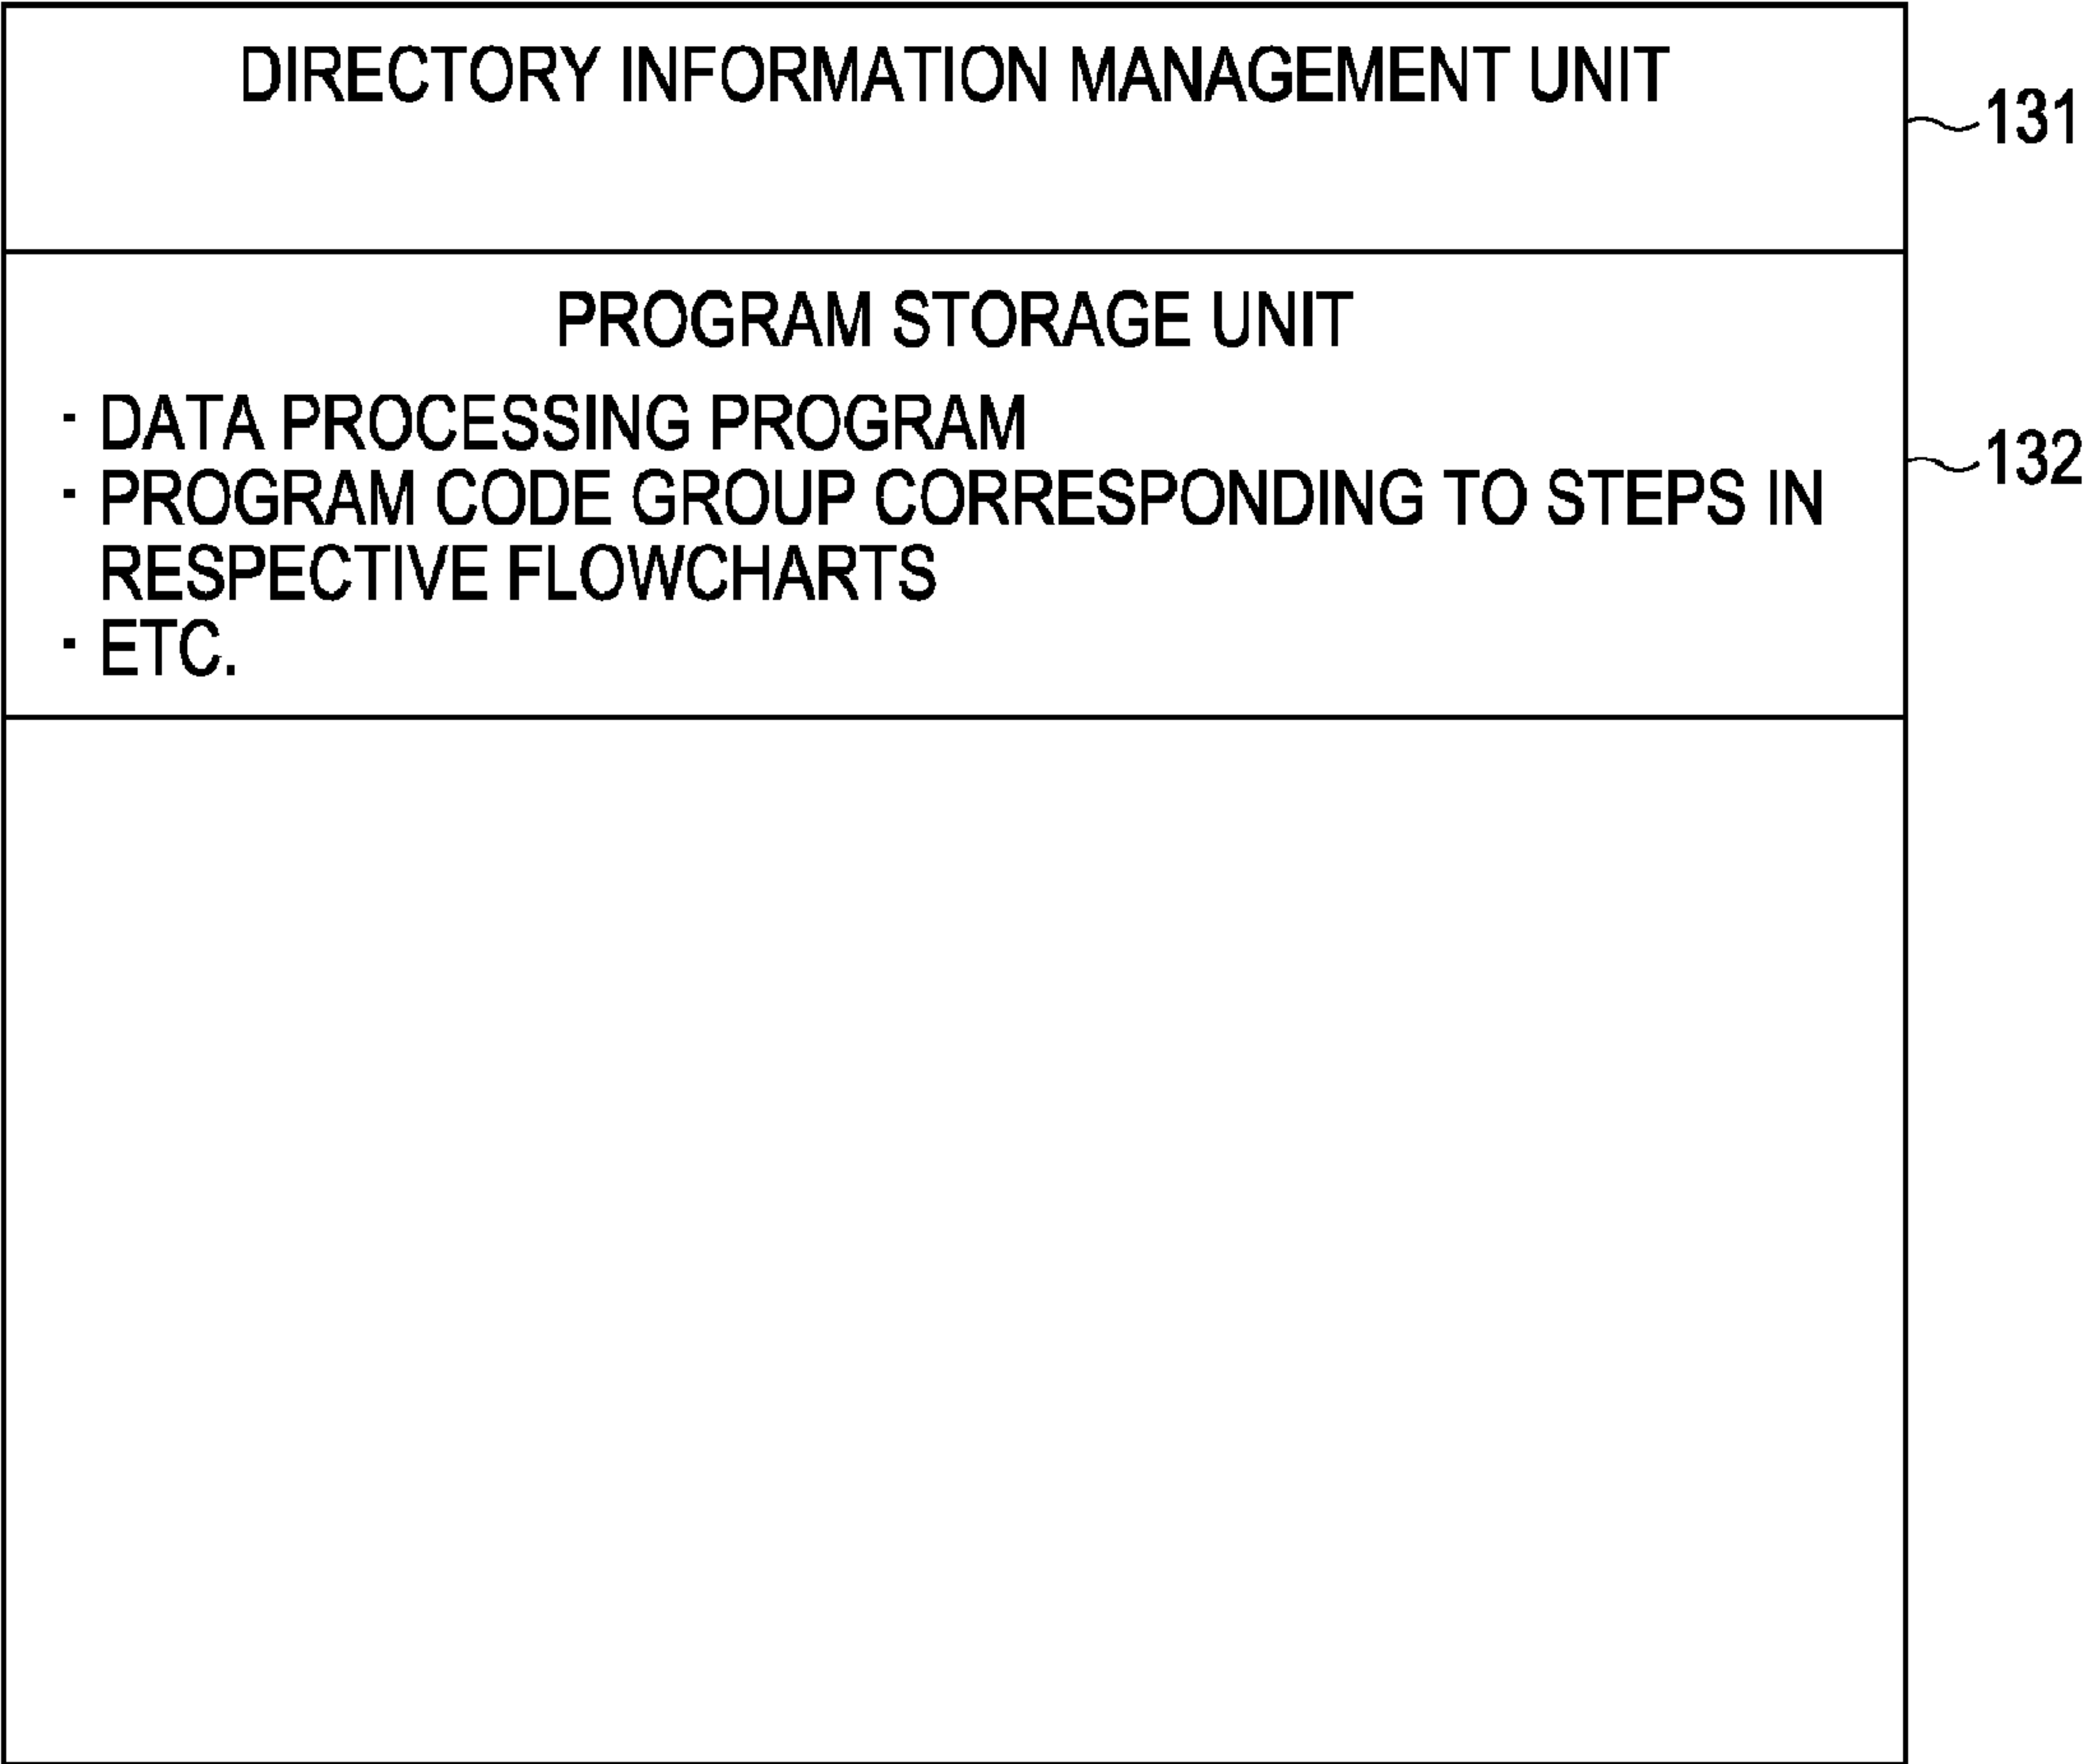 DIRECTORY INFORMATION MANAGEMENT UNIT
131
PROGRAM STORAGE UNIT
· DATA PROCESSING PROGRAM
132
· PROGRAM CODE GROUP CORRESPONDING TO STEPS IN
RESPECTIVE FLOWCHARTS
· ETC.